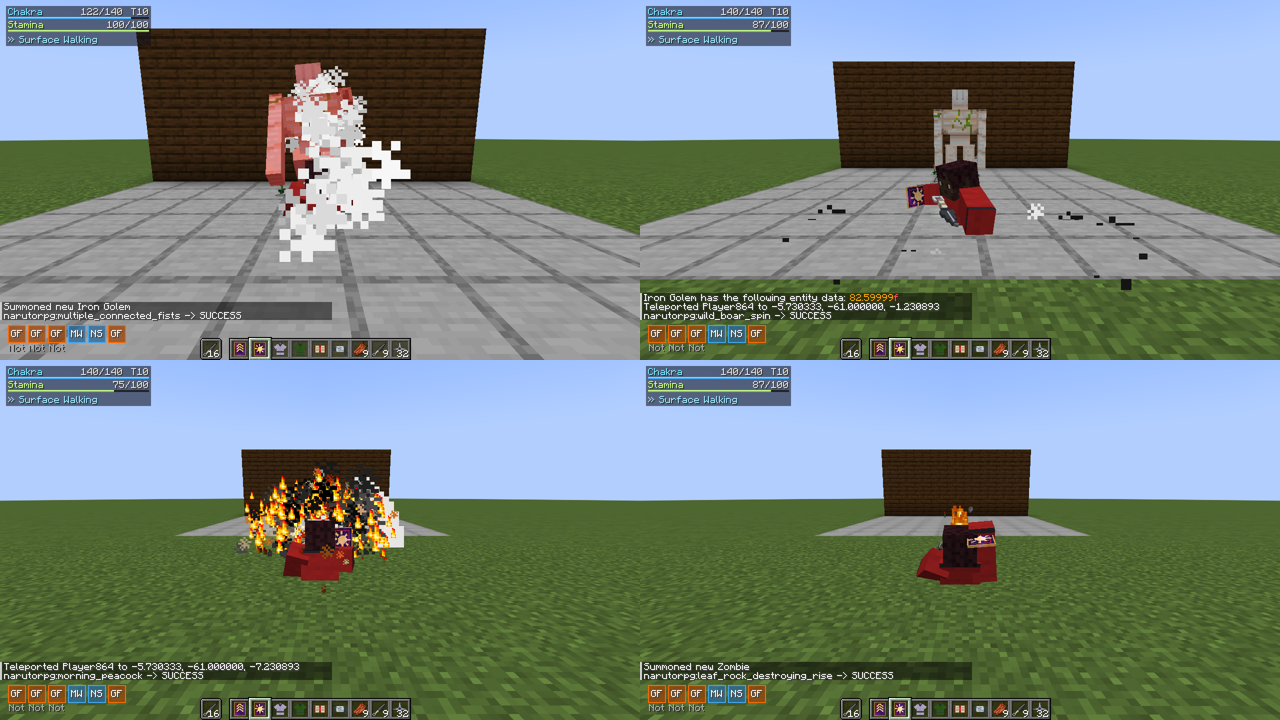 Chakra 122/140 T10
Stamina 100/100
» Surface Walking
Summoned new Iron Golem
narutorpg:multiple_connected_fists -> SUCCESS
GF GF GF MW NS GF
Not Not Not
16 9 9 32
Chakra 140/140 T10
Stamina 87/100
» Surface Walking
Iron Golem has the following entity data: 82.59999f
Teleported Player864 to -5.730333, -61.000000, -1.230893
narutorpg:wild_boar_spin -> SUCCESS
GF GF GF MW NS GF
Not Not Not
16 9 9 32
Chakra 140/140 T10
Stamina 75/100
» Surface Walking
Teleported Player864 to -5.730333, -61.000000, -7.230893
narutorpg:morning_peacock -> SUCCESS
GF GF GF MW NS GF
Not Not Not
16 9 9 32
Chakra 140/140 T10
Stamina 87/100
» Surface Walking
Summoned new Zombie
narutorpg:leaf_rock_destroying_rise -> SUCCESS
GF GF GF MW NS GF
Not Not Not
16 9 9 32